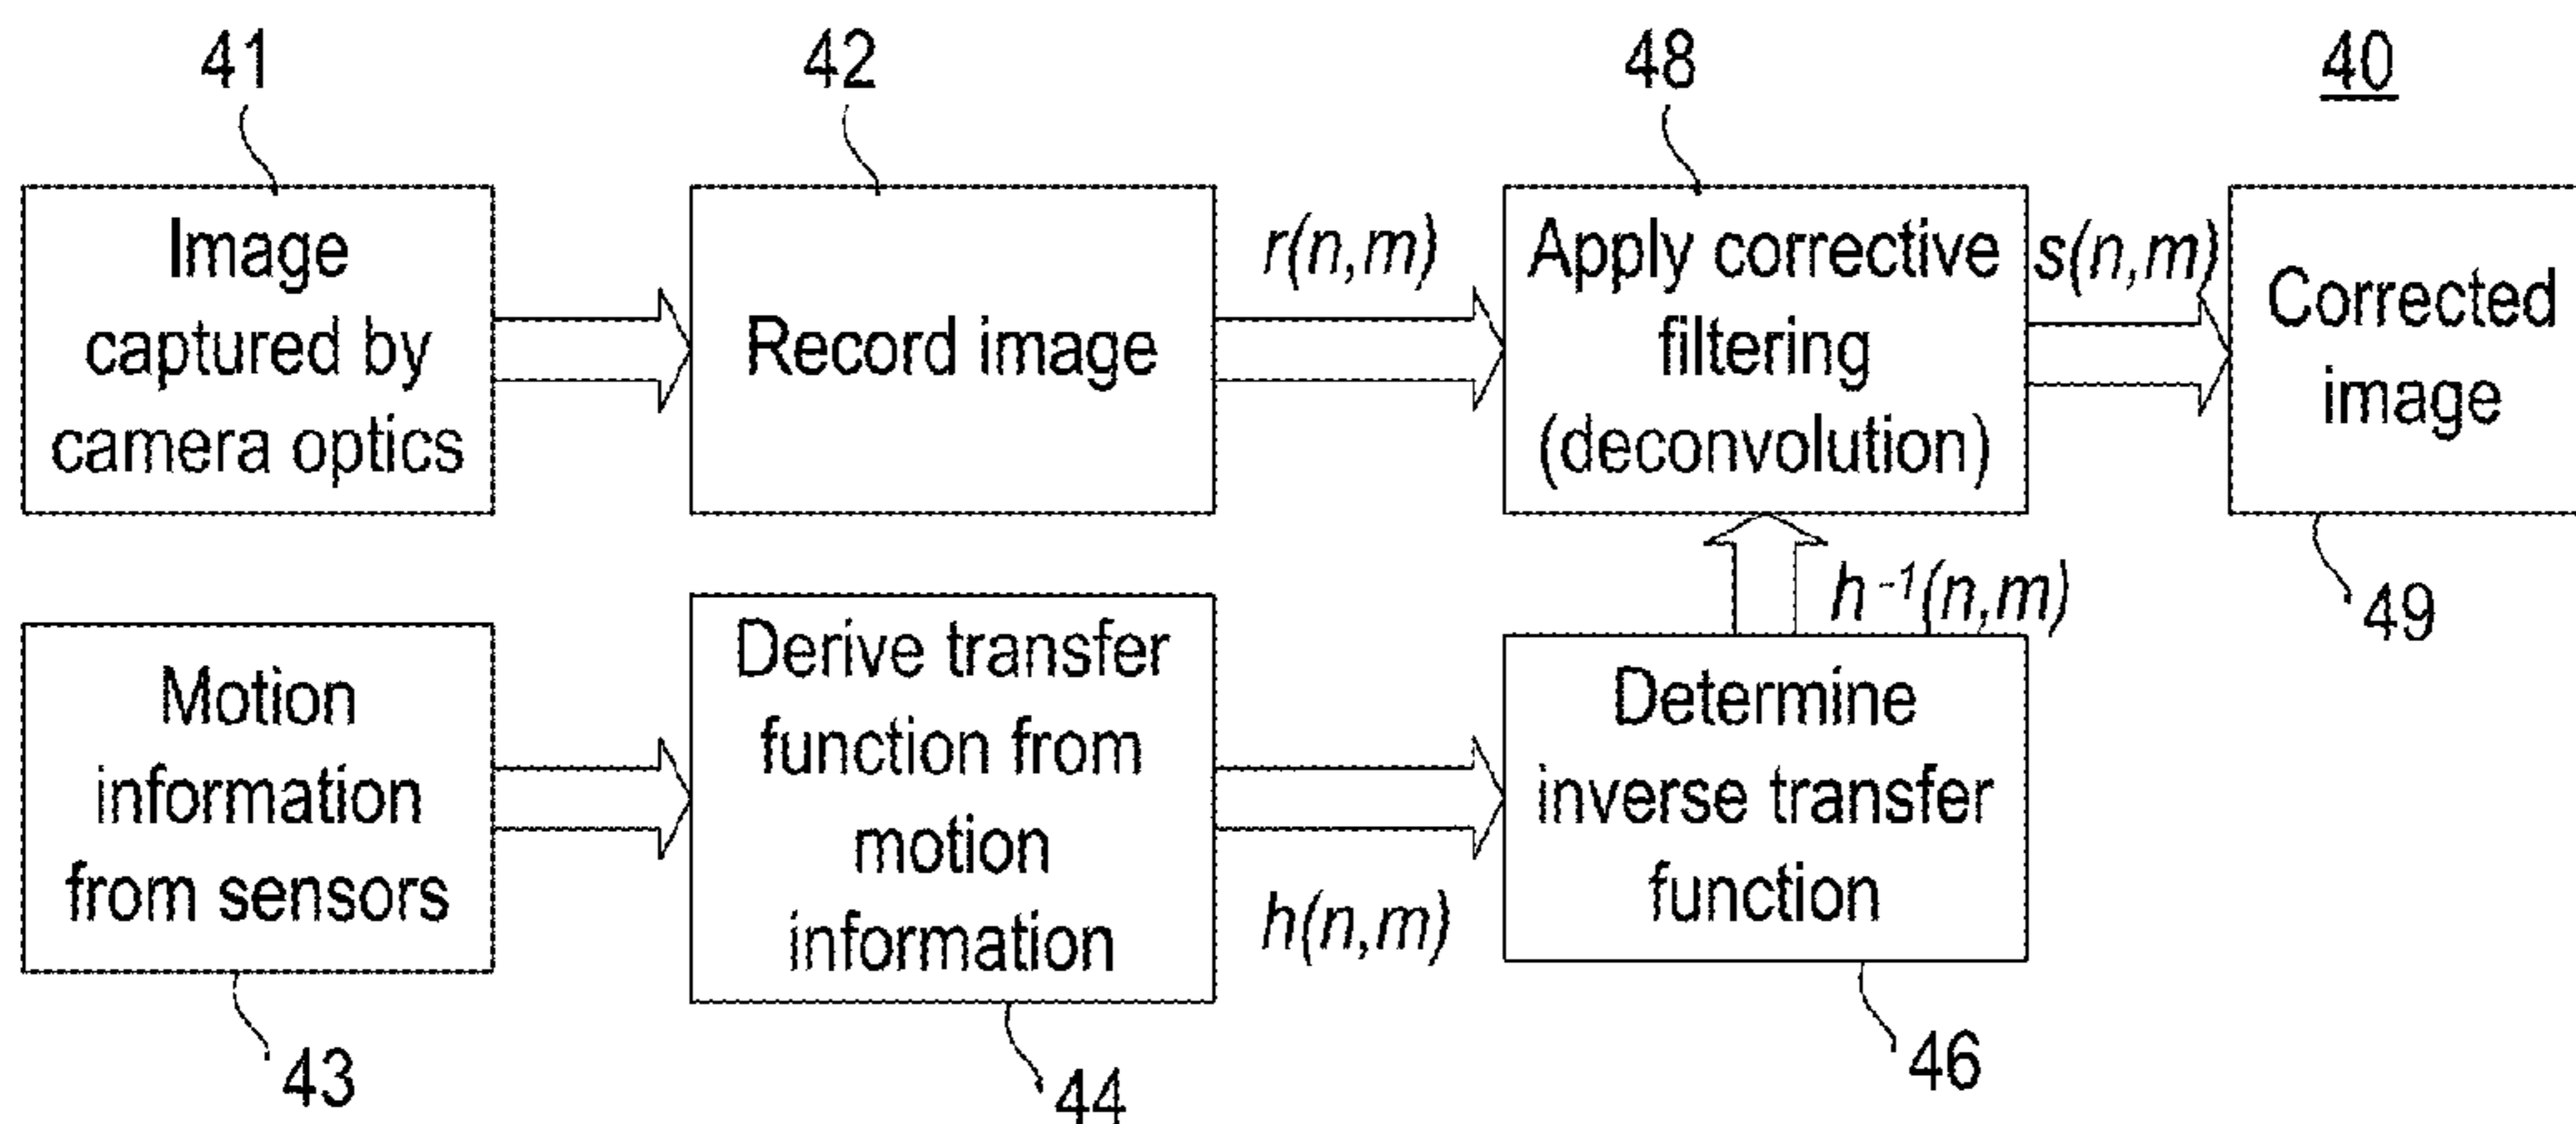 41
42
48
40
Image
captured by
camera optics
Record image
r(n,m)
Apply corrective
filtering
(deconvolution)
s(n,m)
Corrected
image
49
Motion
information
from sensors
43
Derive transfer
function from
motion
information
44
h(n,m)
h⁻¹(n,m)
Determine
inverse transfer
function
46